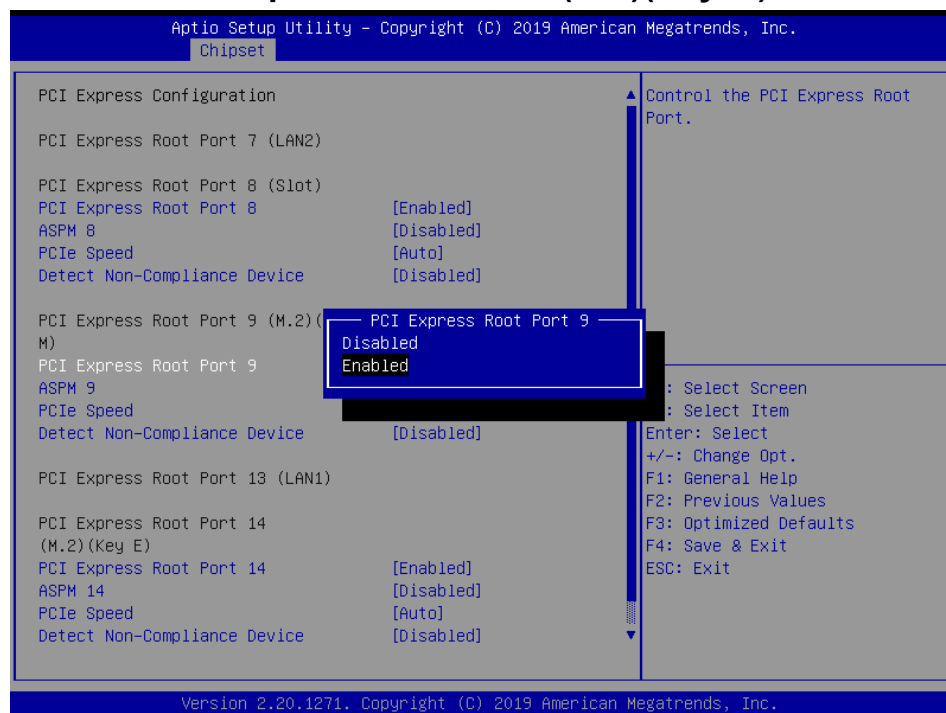 Aptio Setup Utility – Copyright (C) 2019 American Megatrends, Inc.
Chipset
PCI Express Configuration
PCI Express Root Port 7 (LAN2)
PCI Express Root Port 8 (Slot)
PCI Express Root Port 8 [Enabled]
ASPM 8 [Disabled]
PCIe Speed [Auto]
Detect Non-Compliance Device [Disabled]
PCI Express Root Port 9 (M.2)(
M)
PCI Express Root Port 9
ASPM 9
PCIe Speed
Detect Non-Compliance Device [Disabled]
PCI Express Root Port 13 (LAN1)
PCI Express Root Port 14
(M.2)(Key E)
PCI Express Root Port 14 [Enabled]
ASPM 14 [Disabled]
PCIe Speed [Auto]
Detect Non-Compliance Device [Disabled]
PCI Express Root Port 9
Disabled
Enabled
Control the PCI Express Root
Port.
: Select Screen
: Select Item
Enter: Select
+/-: Change Opt.
F1: General Help
F2: Previous Values
F3: Optimized Defaults
F4: Save & Exit
ESC: Exit
Version 2.20.1271. Copyright (C) 2019 American Megatrends, Inc.